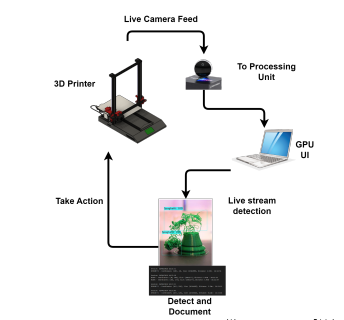 Live Camera Feed
To Processing
Unit
3D Printer
GPU
UI
Take Action
Live stream
detection
Detect and
Document